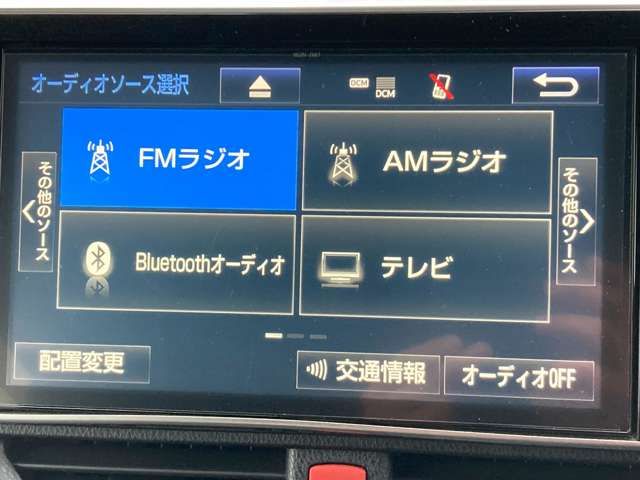 オーディオソース選択
DCM
DCM
FMラジオ
AMラジオ
その他のソース
その他のソース
Bluetoothオーディオ
テレビ
配置変更
交通情報
オーディオOFF